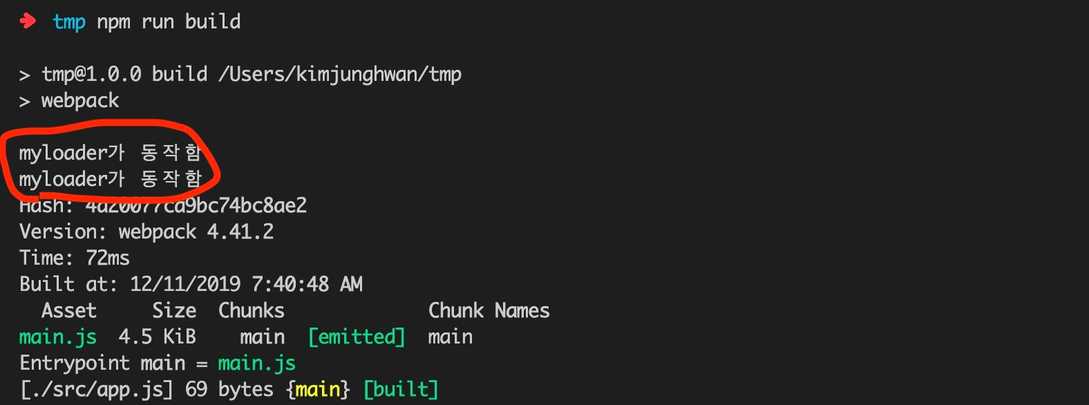 ➜ tmp npm run build
> tmp@1.0.0 build /Users/kimjunghwan/tmp
> webpack
myloader가 동작함
myloader가 동작함
Hash: 4d20077ca9bc74bc8ae2
Version: webpack 4.41.2
Time: 72ms
Built at: 12/11/2019 7:40:48 AM
Asset Size Chunks Chunk Names
main.js 4.5 KiB main [emitted] main
Entrypoint main = main.js
[./src/app.js] 69 bytes {main} [built]